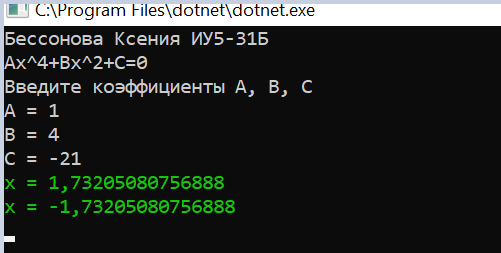 C:\Program Files\dotnet\dotnet.exe
Бессонова Ксения ИУ5-31Б
Ax^4+Bx^2+C=0
Введите коэффициенты A, B, C
A = 1
B = 4
C = -21
x = 1,73205080756888
x = -1,73205080756888